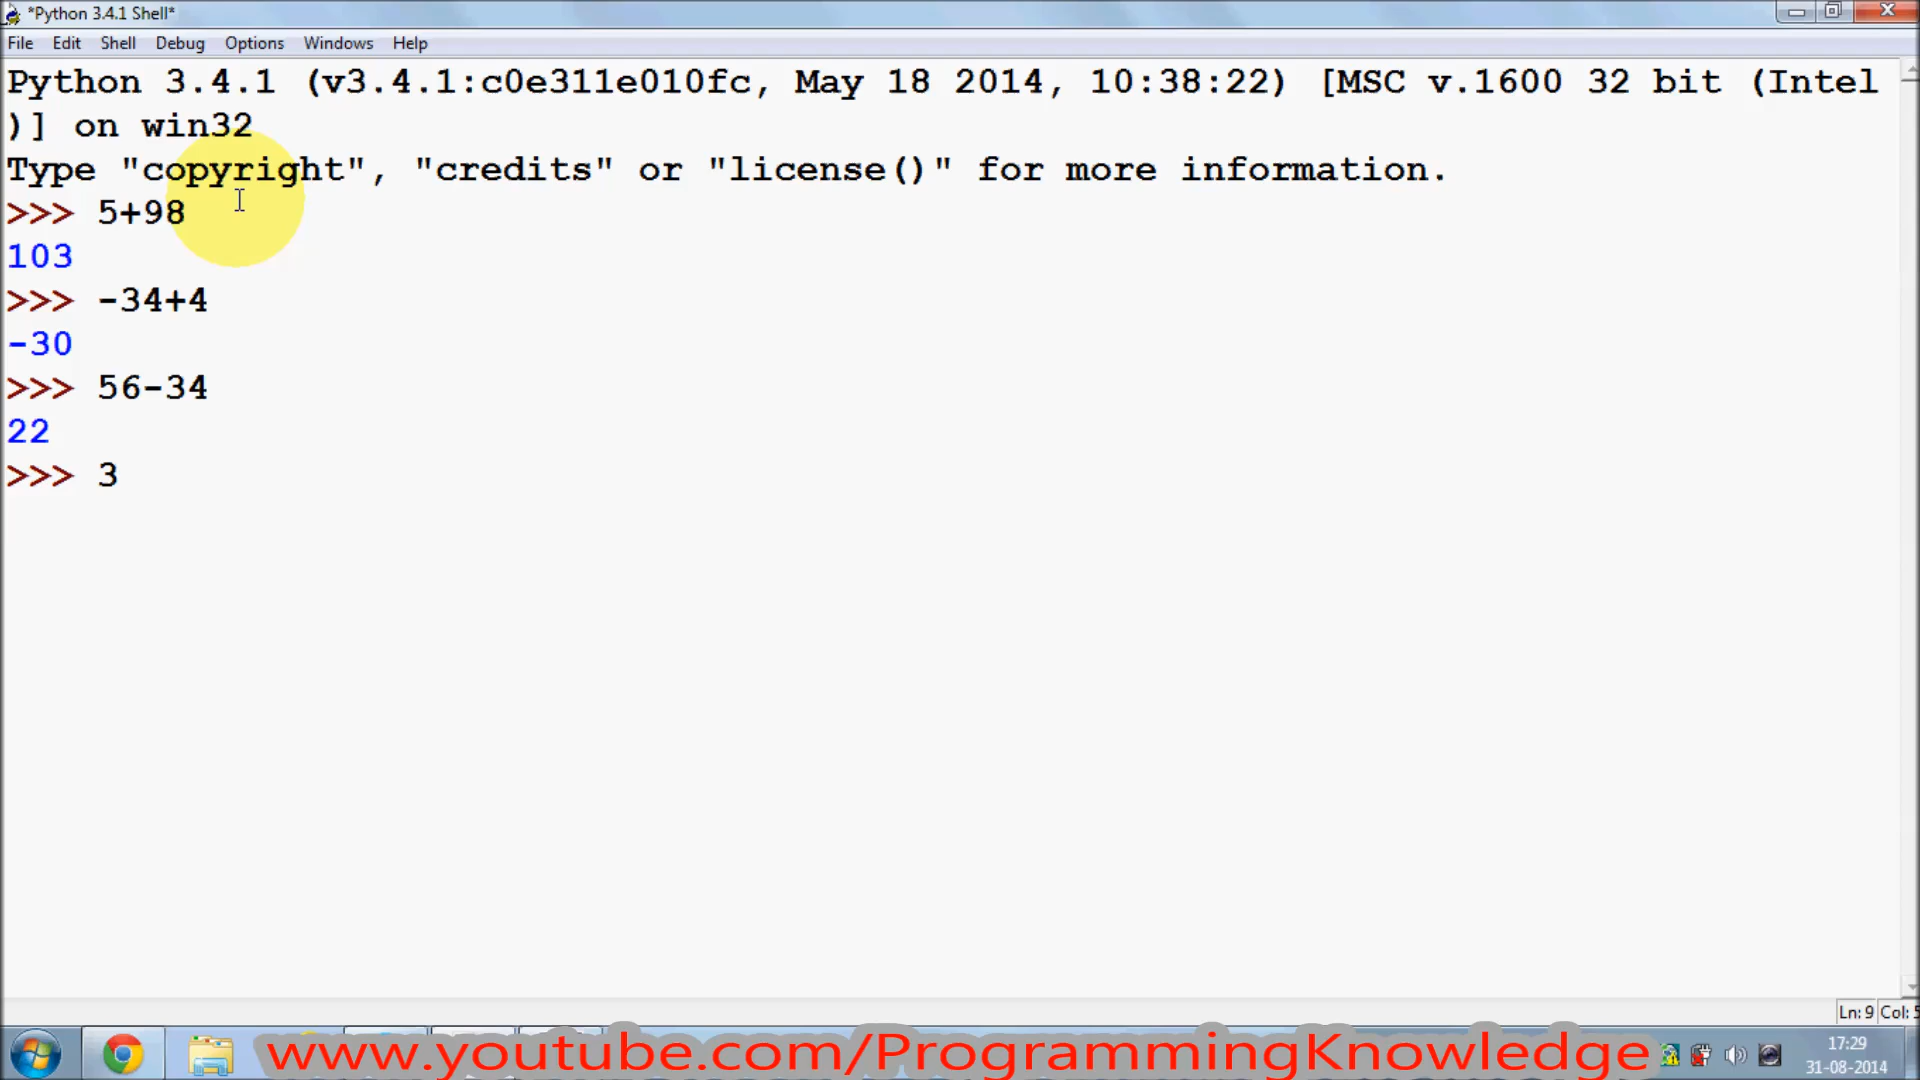 *Python 3.4.1 Shell*
File Edit Shell Debug Options Windows Help
Python 3.4.1 (v3.4.1:c0e311e010fc, May 18 2014, 10:38:22) [MSC v.1600 32 bit (Intel
)] on win32
Type "copyright", "credits" or "license()" for more information.
>>> 5+98
103
>>> -34+4
-30
>>> 56-34
22
>>> 3
Ln: 9 Col: 5
www.youtube.com/ProgrammingKnowledge
17:29
31-08-2014